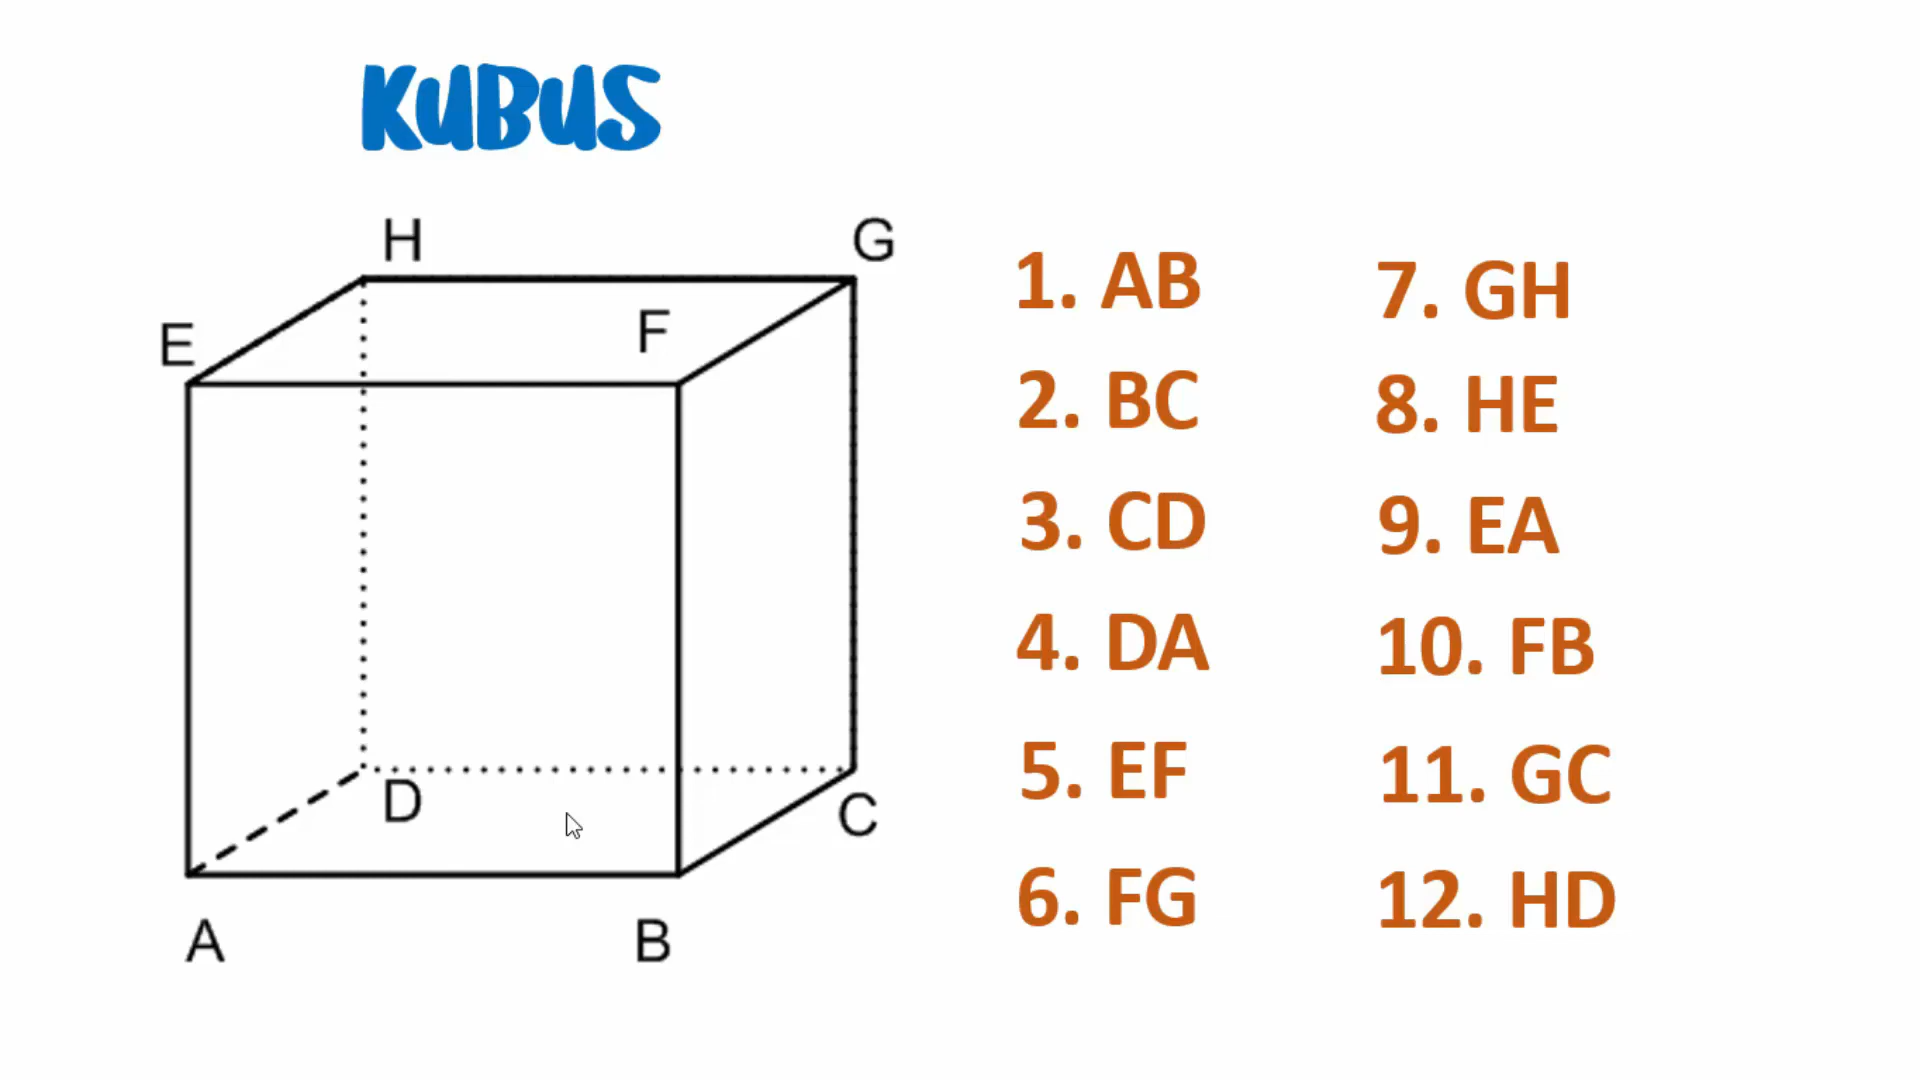 KUBUS
H
G
E
F
D
C
A
B
1. AB
2. BC
3. CD
4. DA
5. EF
6. FG
7. GH
8. HE
9. EA
10. FB
11. GC
12. HD